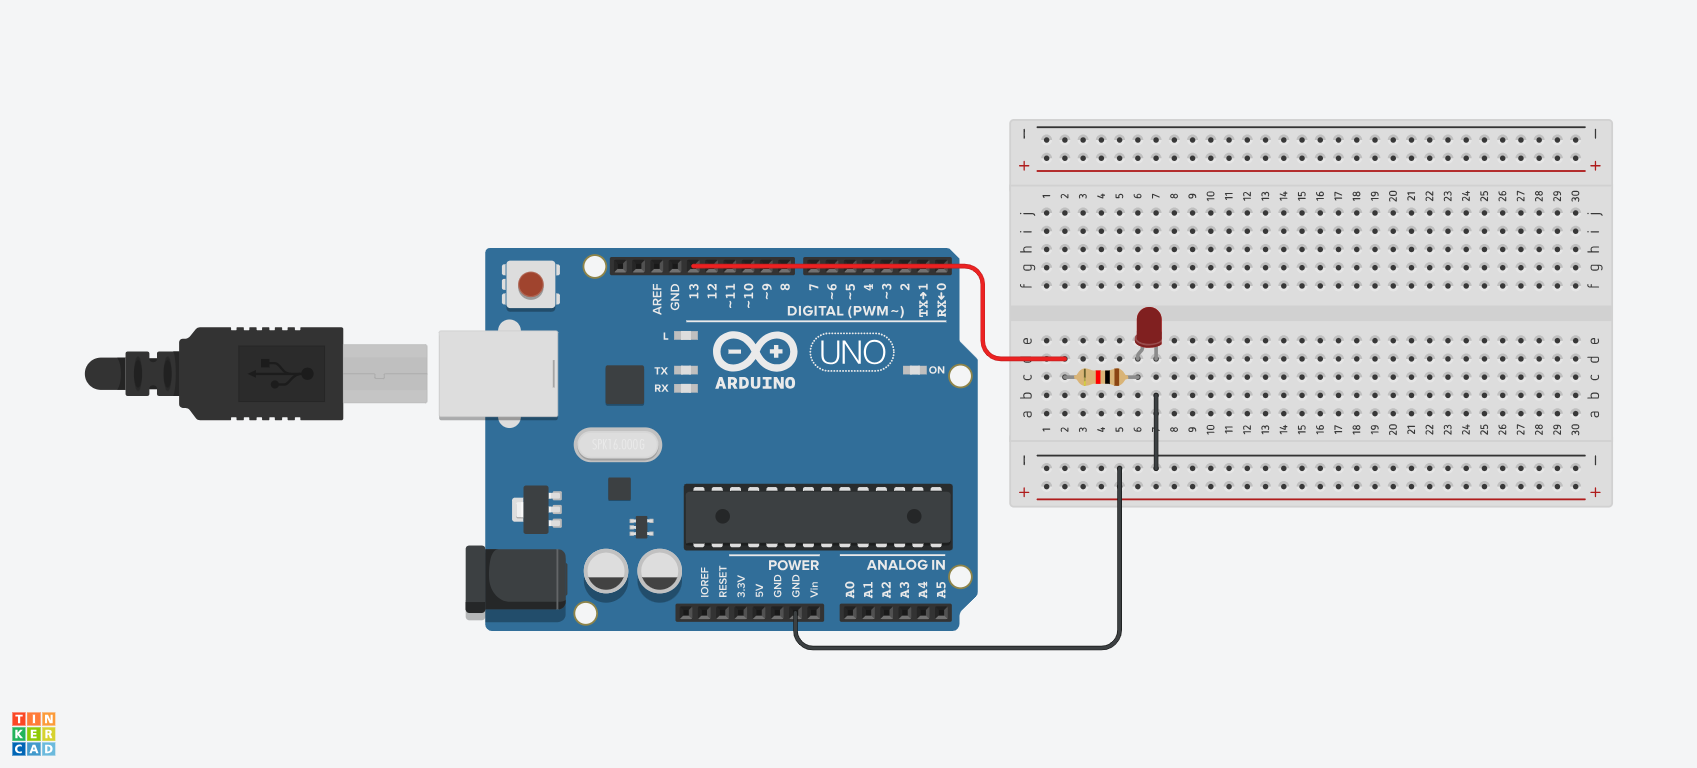 − −
+ +
1 2 3 4 5 6 7 8 9 10 11 12 13 14 15 16 17 18 19 20 21 22 23 24 25 26 27 28 29 30
j j
i i
h h
g g
f f
e e
d d
c c
b b
a a
1 2 3 4 5 6 7 8 9 10 11 12 13 14 15 16 17 18 19 20 21 22 23 24 25 26 27 28 29 30
− −
+ +
AREF GND 13 12 ~11 ~10 ~9 8 7 ~6 ~5 4 ~3 2 TX→1 RX←0
DIGITAL (PWM~)
L
TX
RX
UNO
ARDUINO
ON
SPK16.000G
POWER ANALOG IN
IOREF RESET 3.3V 5V GND GND Vin A0 A1 A2 A3 A4 A5
TIN
KER
CAD